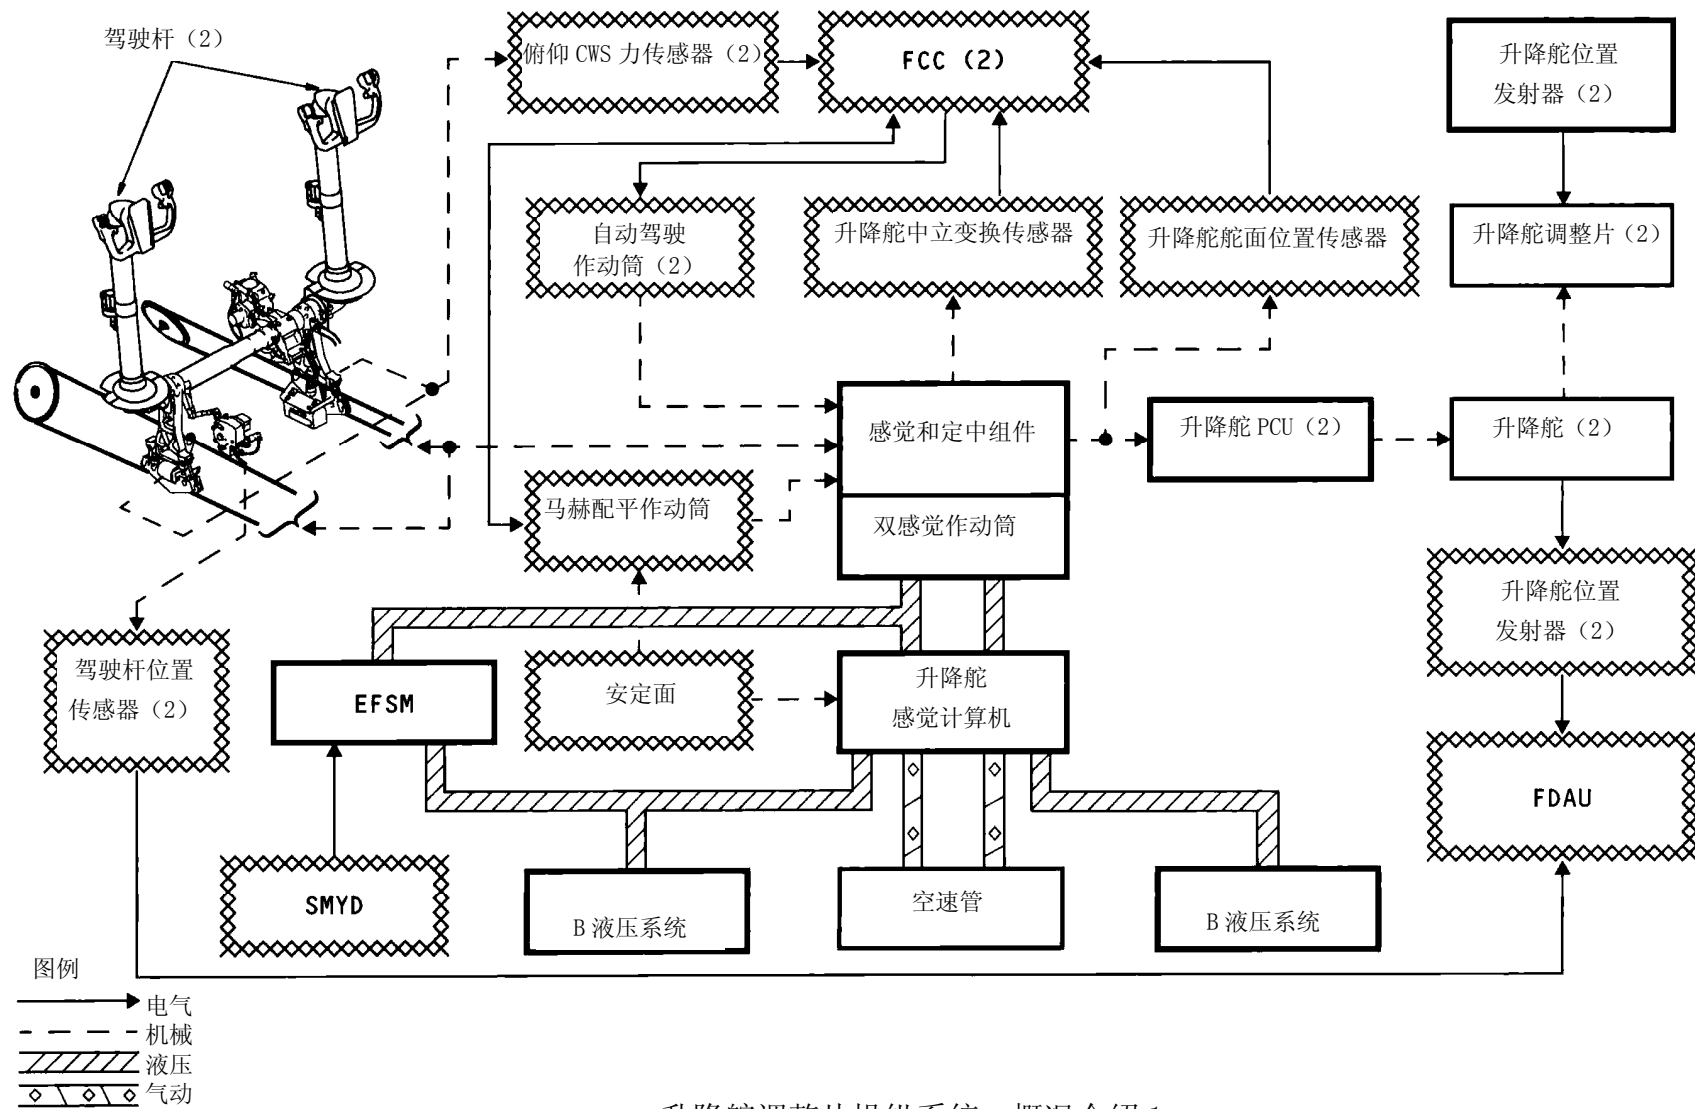 驾驶杆（2）
俯仰 CWS 力传感器（2）
FCC (2)
升降舵位置
发射器（2）
自动驾驶
作动筒（2）
升降舵中立变换传感器
升降舵舵面位置传感器
升降舵调整片（2）
感觉和定中组件
升降舵 PCU（2）
升降舵（2）
马赫配平作动筒
双感觉作动筒
升降舵位置
发射器（2）
驾驶杆位置
传感器（2）
EFSM
安定面
升降舵
感觉计算机
FDAU
SMYD
B 液压系统
空速管
B 液压系统
图例
电气
机械
液压
气动